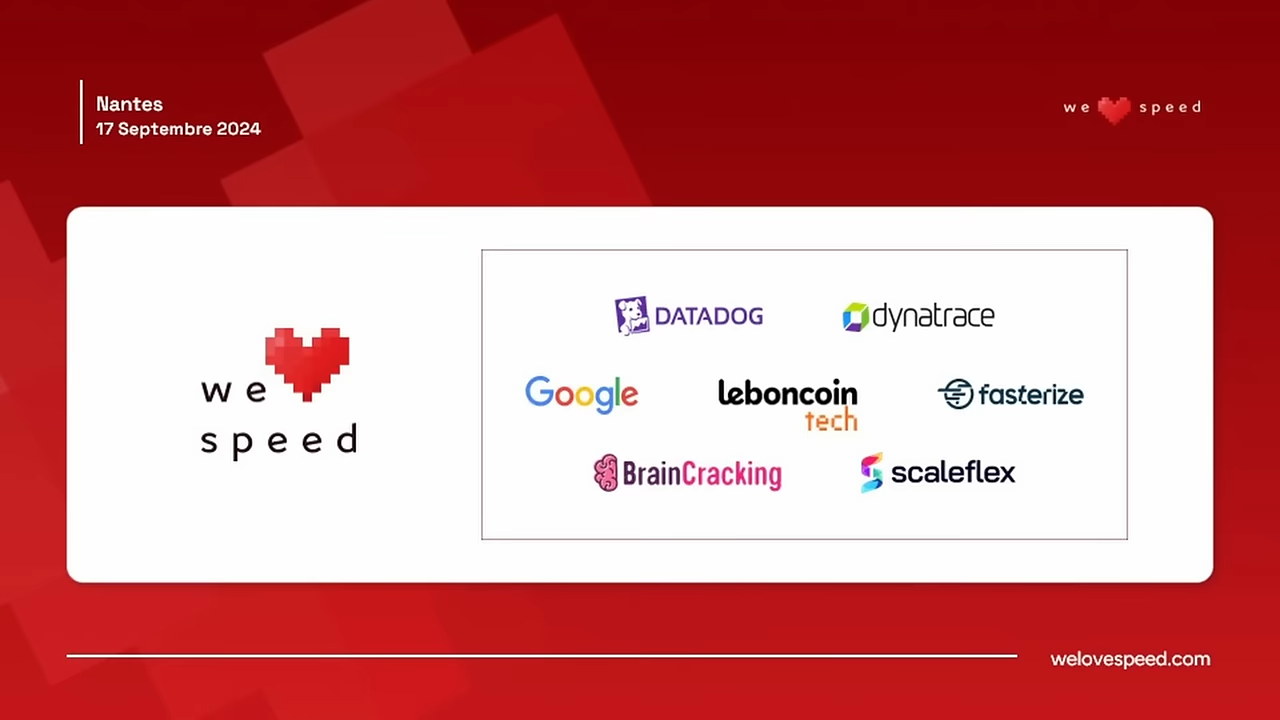 Nantes
17 Septembre 2024
we speed
we
speed
DATADOG
dynatrace
Google
leboncoin
tech
fasterize
BrainCracking
scaleflex
welovespeed.com